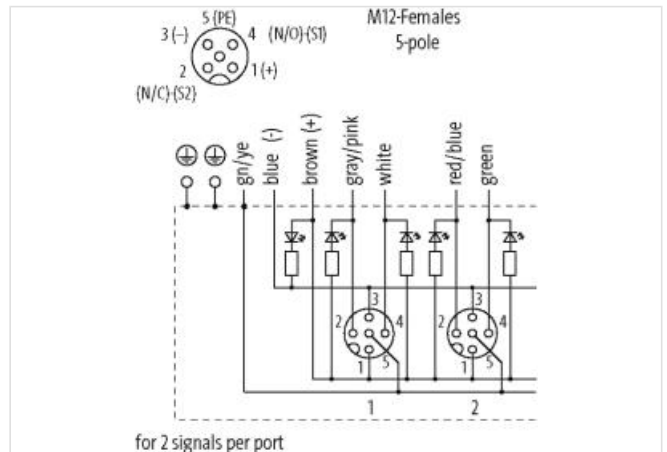 5 (PE)
M12-Females
3 (–)
4 (N/O)-(S1)
5-pole
2
1 (+)
(N/C)-(S2)
gn/ye
blue (-)
brown (+)
gray/pink
white
red/blue
green
3
3
2
4
2
4
1
5
1
5
1
2
for 2 signals per port